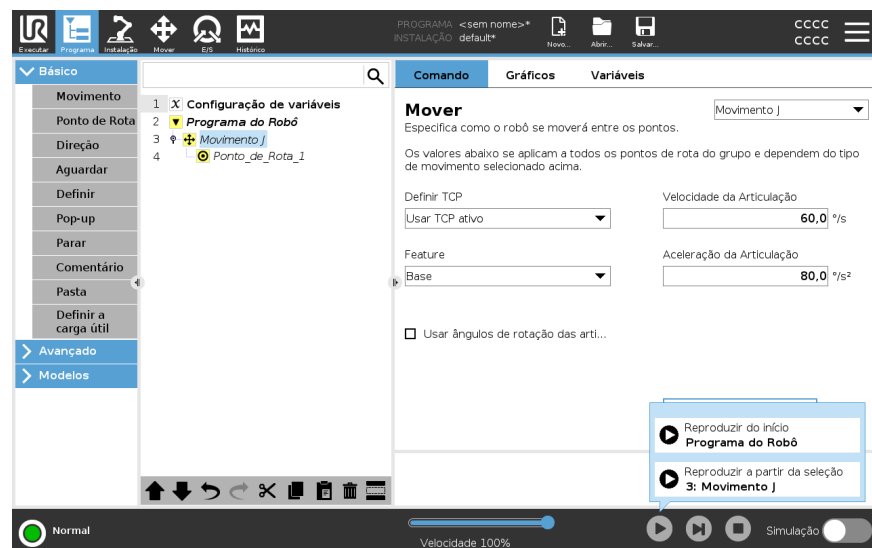 PROGRAMA <sem nome>*
INSTALAÇÃO default*
CCCC
CCCC
Executar Programa Instalação Mover E/S Histórico Novo... Abrir... Salvar...
Básico
Movimento
Ponto de Rota
Direção
Aguardar
Definir
Pop-up
Parar
Comentário
Pasta
Definir a
carga útil
Avançado
Modelos
1 X Configuração de variáveis
2 Programa do Robô
3 Movimento J
4 Ponto_de_Rota_1
Comando Gráficos Variáveis
Mover
Movimento J
Especifica como o robô se moverá entre os pontos.
Os valores abaixo se aplicam a todos os pontos de rota do grupo e dependem do tipo
de movimento selecionado acima.
Definir TCP
Velocidade da Articulação
Usar TCP ativo
60,0 °/s
Feature
Aceleração da Articulação
Base
80,0 °/s²
Usar ângulos de rotação das arti...
Reproduzir do início
Programa do Robô
Reproduzir a partir da seleção
3: Movimento J
Normal
Velocidade 100%
Simulação